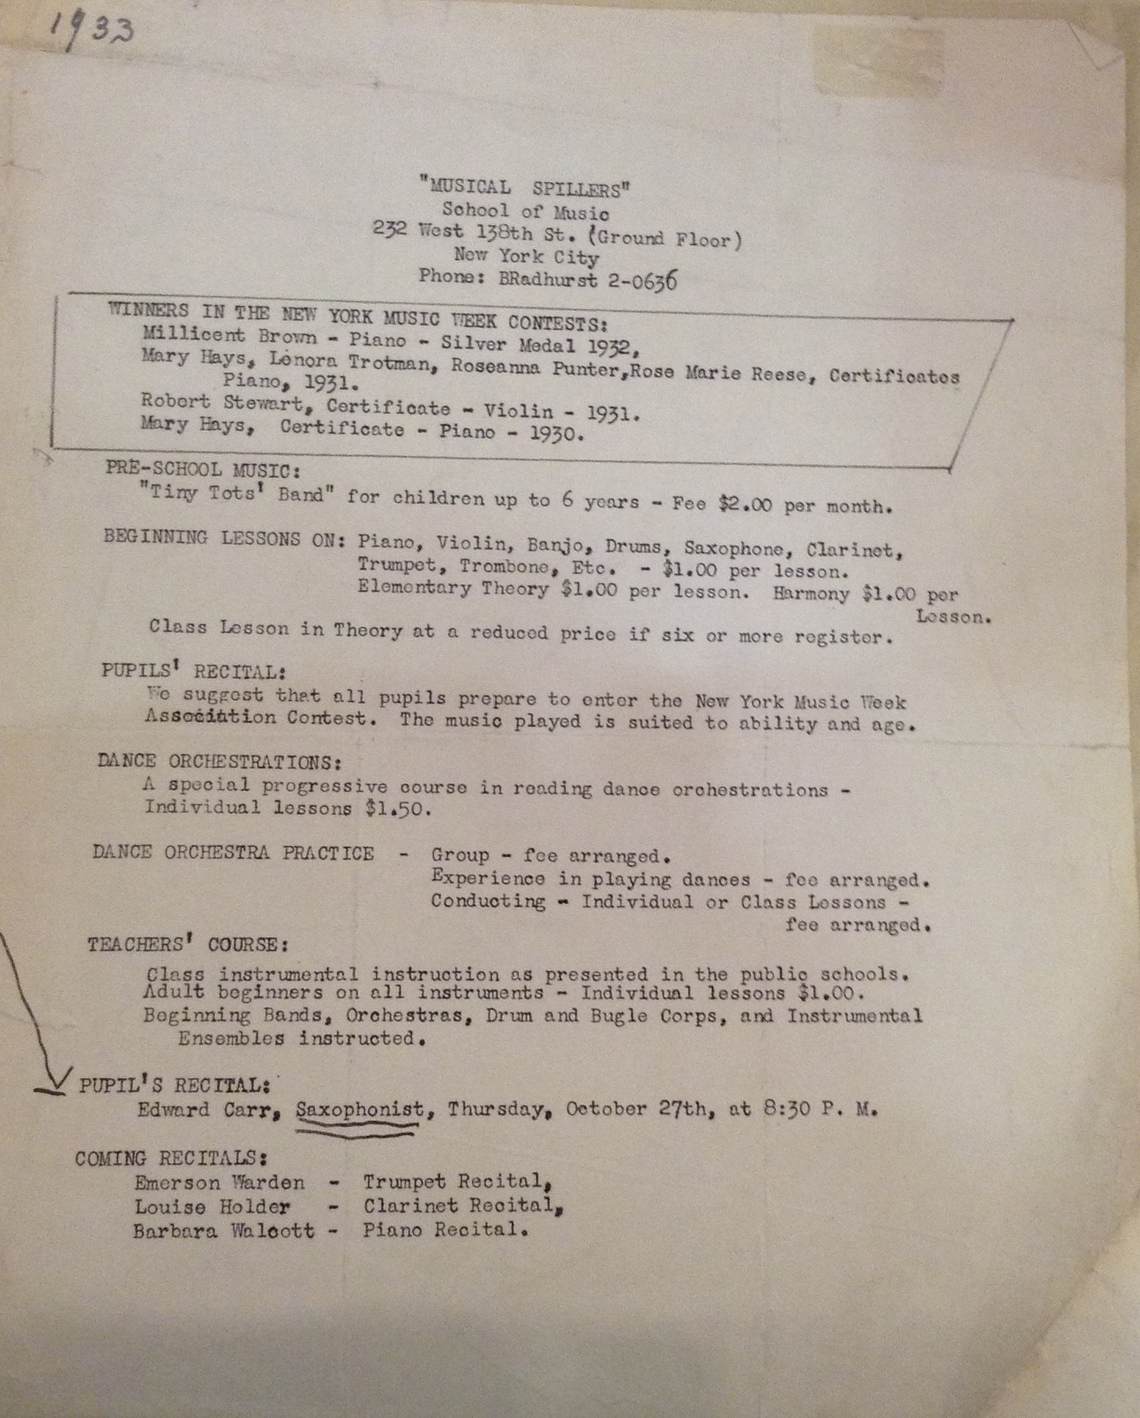 1933
"MUSICAL SPILLERS"
School of Music
232 West 138th St. (Ground Floor)
New York City
Phone: BRadhurst 2-0636
WINNERS IN THE NEW YORK MUSIC WEEK CONTESTS:
Millicent Brown - Piano - Silver Medal 1932,
Mary Hays, Lenora Trotman, Roseanna Punter,Rose Marie Reese, Certificates
Piano, 1931.
Robert Stewart, Certificate - Violin - 1931.
Mary Hays, Certificate - Piano - 1930.
PRE-SCHOOL MUSIC:
"Tiny Tots' Band" for children up to 6 years - Fee $2.00 per month.
BEGINNING LESSONS ON: Piano, Violin, Banjo, Drums, Saxophone, Clarinet,
Trumpet, Trombone, Etc. - $1.00 per lesson.
Elementary Theory $1.00 per lesson. Harmony $1.00 per
Lesson.
Class Lesson in Theory at a reduced price if six or more register.
PUPILS' RECITAL:
We suggest that all pupils prepare to enter the New York Music Week
Association Contest. The music played is suited to ability and age.
DANCE ORCHESTRATIONS:
A special progressive course in reading dance orchestrations -
Individual lessons $1.50.
DANCE ORCHESTRA PRACTICE - Group - fee arranged.
Experience in playing dances - fee arranged.
Conducting - Individual or Class Lessons -
fee arranged.
TEACHERS' COURSE:
Class instrumental instruction as presented in the public schools.
Adult beginners on all instruments - Individual lessons $1.00.
Beginning Bands, Orchestras, Drum and Bugle Corps, and Instrumental
Ensembles instructed.
PUPIL'S RECITAL:
Edward Carr, Saxophonist, Thursday, October 27th, at 8:30 P. M.
COMING RECITALS:
Emerson Warden - Trumpet Recital,
Louise Holder - Clarinet Recital,
Barbara Walcott - Piano Recital.